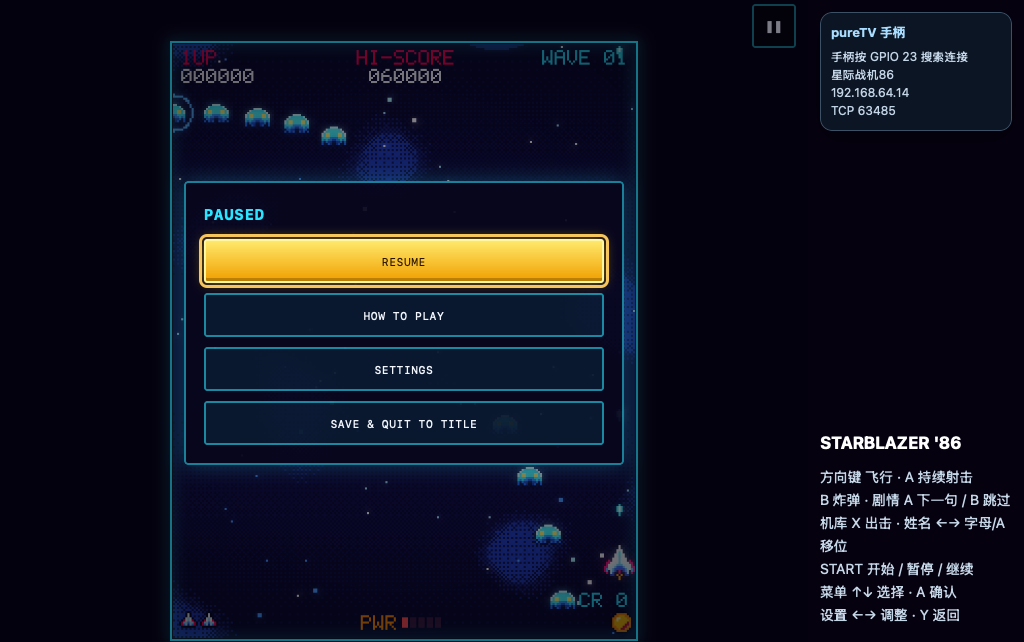 1UP
HI-SCORE
WAVE 01
000000
060000
PAUSED
RESUME
HOW TO PLAY
SETTINGS
SAVE & QUIT TO TITLE
CR 0
PWR
pureTV 手柄
手柄按 GPIO 23 搜索连接
星际战机86
192.168.64.14
TCP 63485
STARBLAZER '86
方向键 飞行 · A 持续射击
B 炸弹 · 剧情 A 下一句 / B 跳过
机库 X 出击 · 姓名 ←→ 字母/A
移位
START 开始 / 暂停 / 继续
菜单 ↑↓ 选择 · A 确认
设置 ←→ 调整 · Y 返回